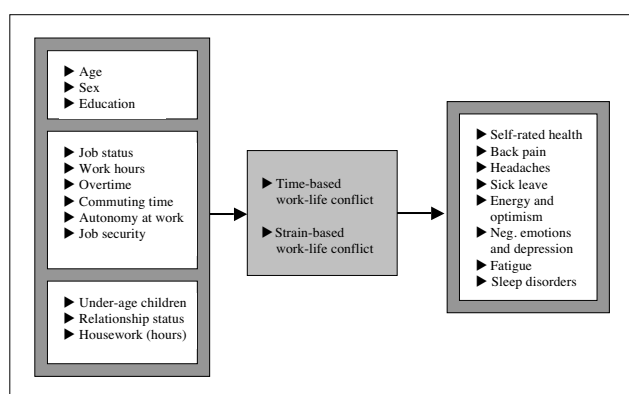 ▶ Age
▶ Sex
▶ Education
▶ Job status
▶ Work hours
▶ Overtime
▶ Commuting time
▶ Autonomy at work
▶ Job security
▶ Under-age children
▶ Relationship status
▶ Housework (hours)
▶ Time-based
work-life conflict
▶ Strain-based
work-life conflict
▶ Self-rated health
▶ Back pain
▶ Headaches
▶ Sick leave
▶ Energy and
optimism
▶ Neg. emotions
and depression
▶ Fatigue
▶ Sleep disorders